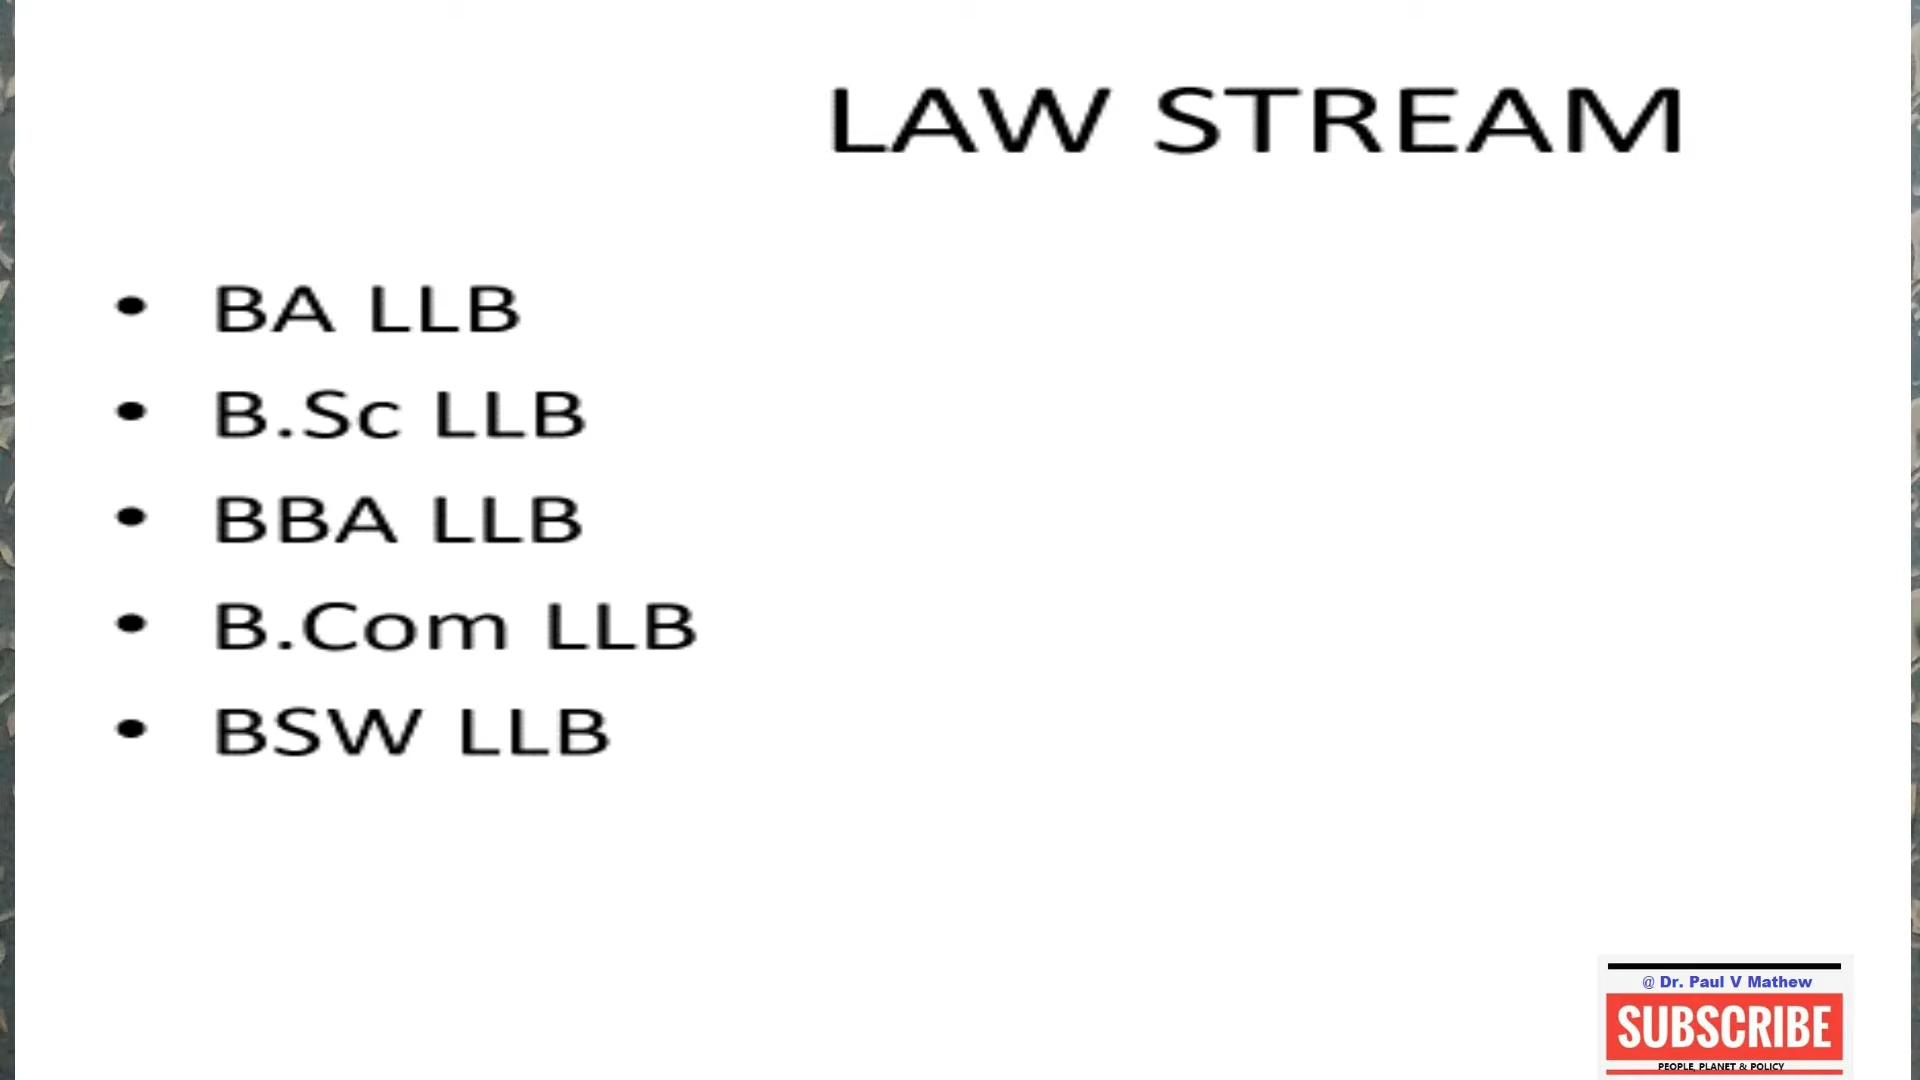 LAW STREAM
• BA LLB
• B.Sc LLB
• BBA LLB
• B.Com LLB
• BSW LLB
@ Dr. Paul V Mathew
SUBSCRIBE
PEOPLE, PLANET & POLICY